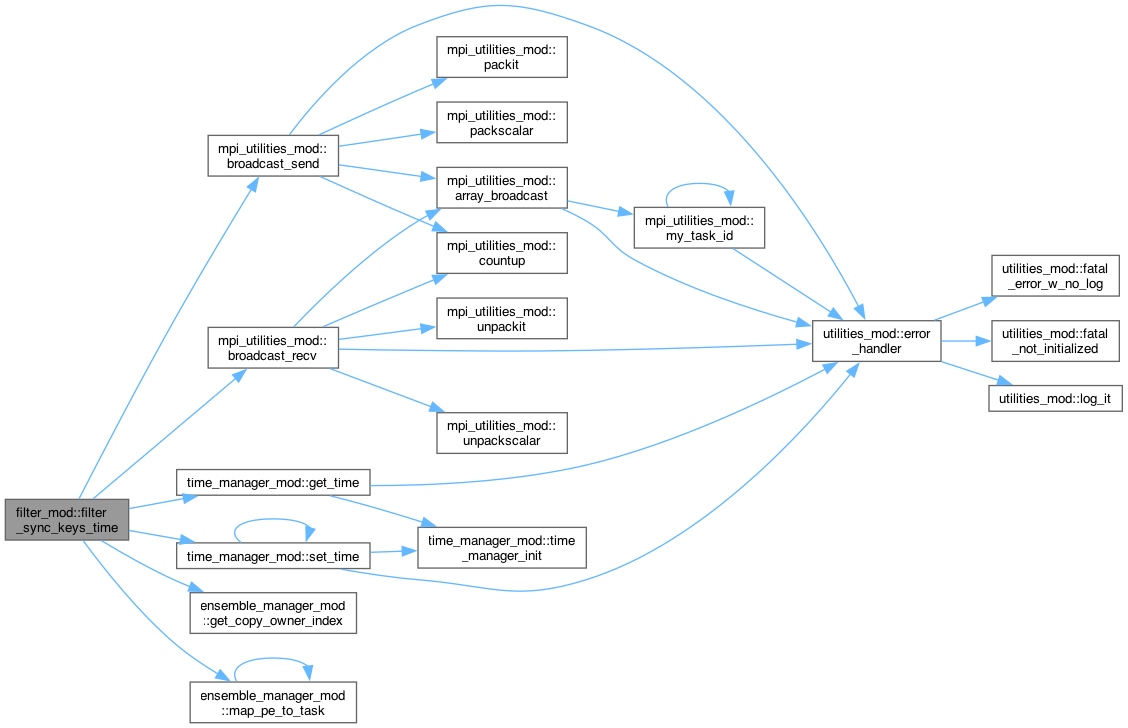 mpi_utilities_mod::
packit
mpi_utilities_mod::
packscalar
mpi_utilities_mod::
broadcast_send
mpi_utilities_mod::
array_broadcast
mpi_utilities_mod::
my_task_id
mpi_utilities_mod::
countup
utilities_mod::fatal
_error_w_no_log
mpi_utilities_mod::
unpackit
mpi_utilities_mod::
broadcast_recv
utilities_mod::error
_handler
utilities_mod::fatal
_not_initialized
utilities_mod::log_it
mpi_utilities_mod::
unpackscalar
time_manager_mod::get_time
filter_mod::filter
_sync_keys_time
time_manager_mod::set_time
time_manager_mod::time
_manager_init
ensemble_manager_mod
::get_copy_owner_index
ensemble_manager_mod
::map_pe_to_task